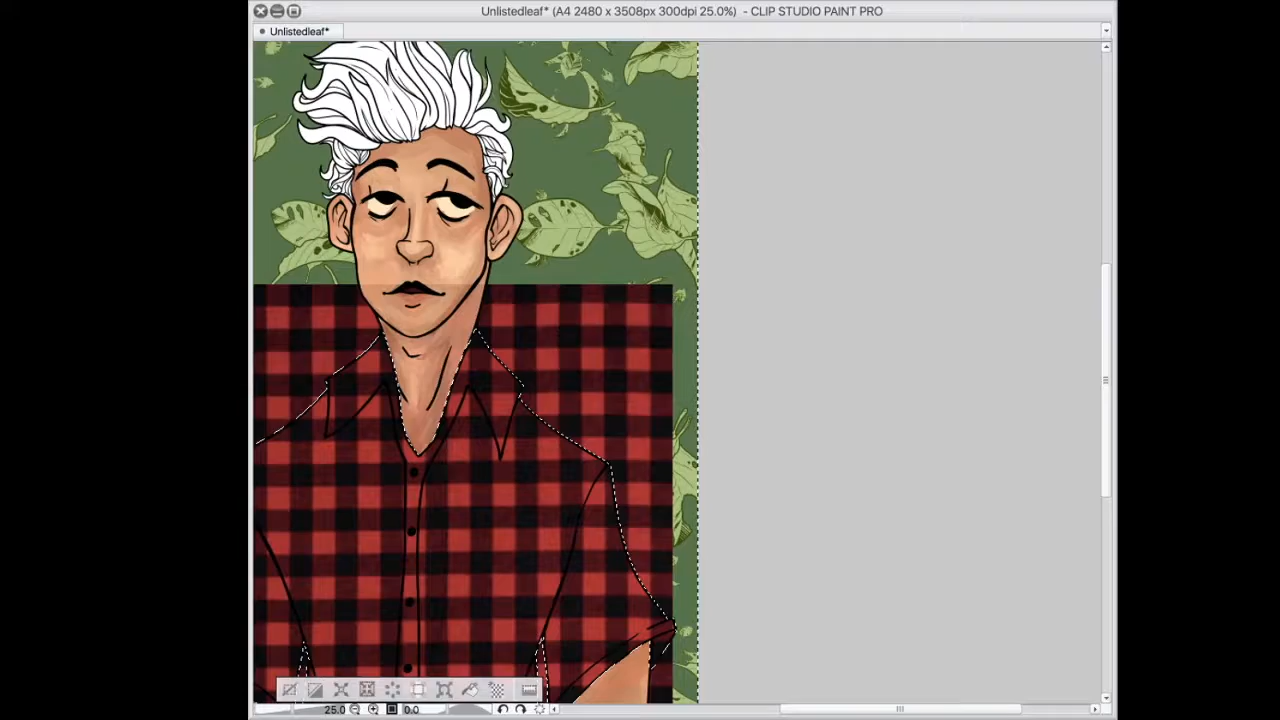 Unlistedleaf* (A4 2480 x 3508px 300dpi 25.0%) - CLIP STUDIO PAINT PRO
Unlistedleaf*
25.0
0.0